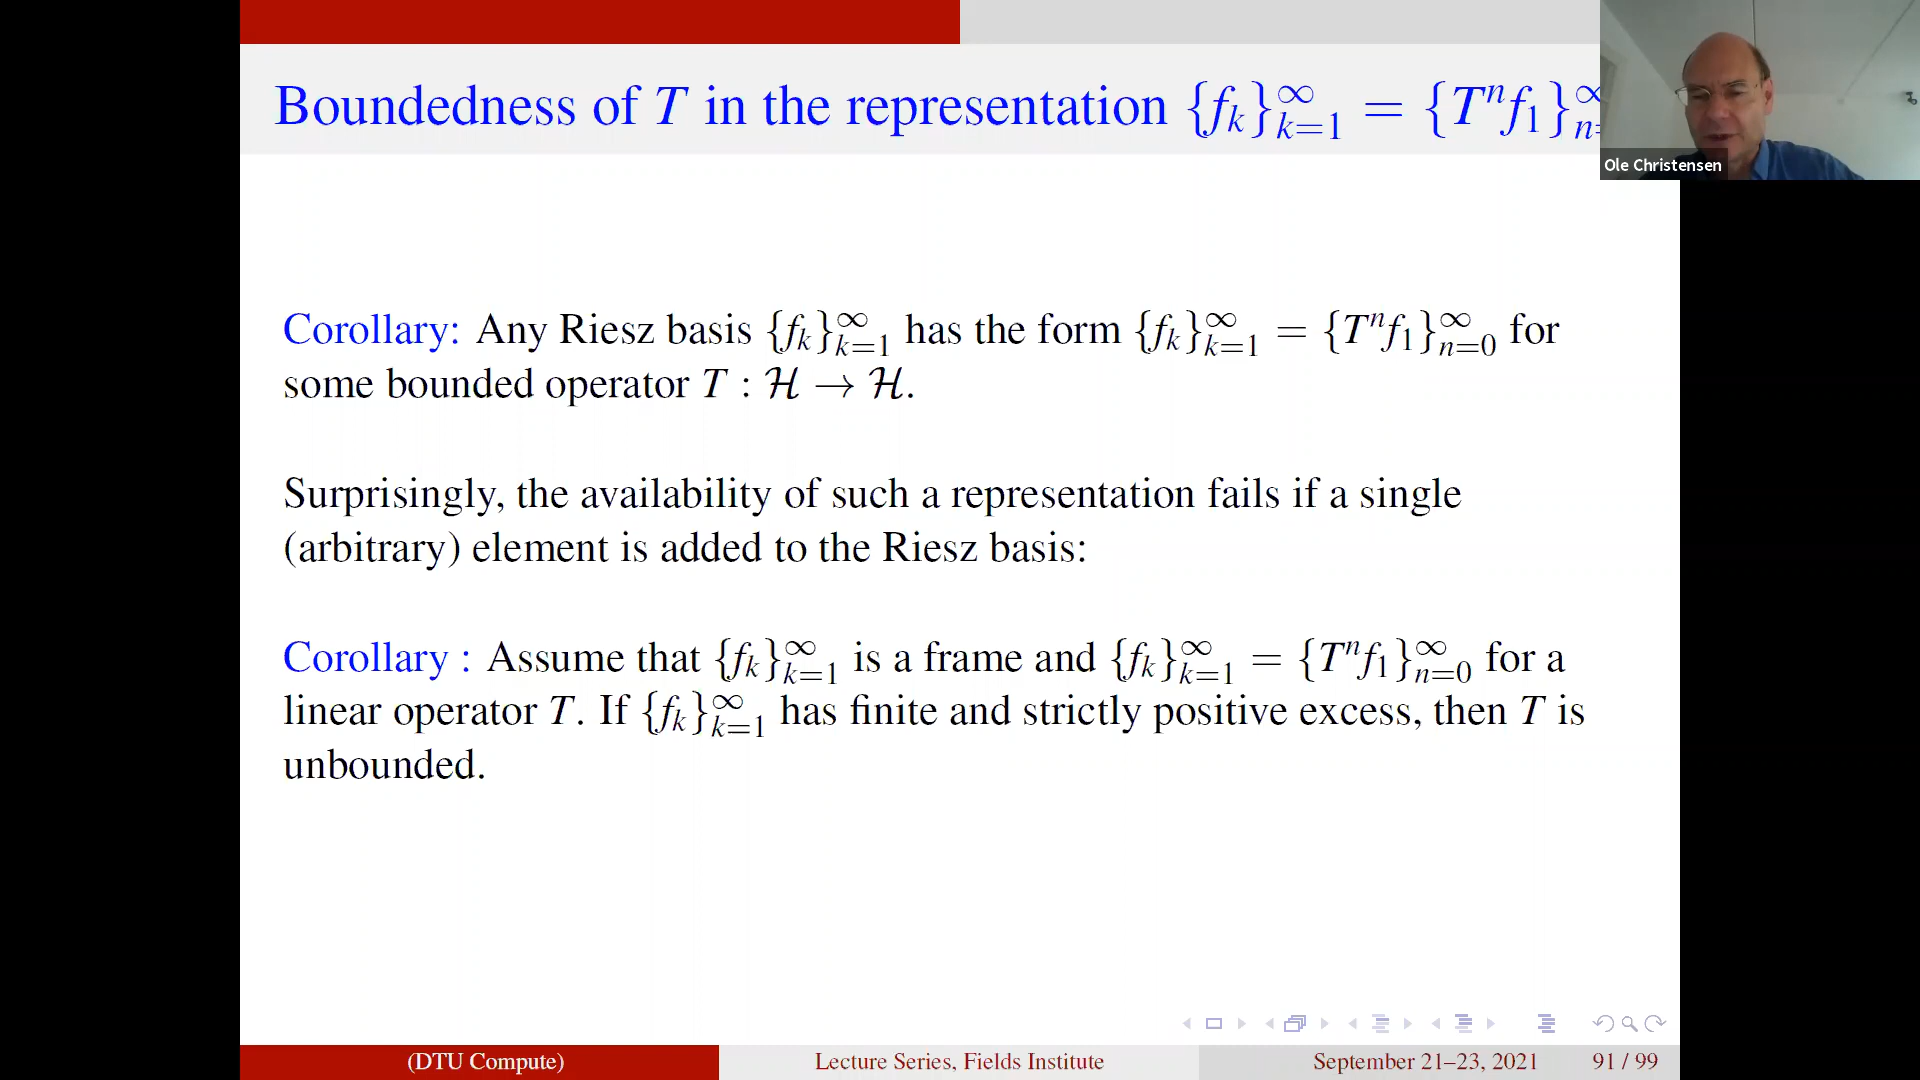 Boundedness of T in the representation {f_k}_{k=1}^∞ = {T^n f_1}_{n=}^∞
Ole Christensen
Corollary: Any Riesz basis {f_k}_{k=1}^∞ has the form {f_k}_{k=1}^∞ = {T^n f_1}_{n=0}^∞ for
some bounded operator T : ℋ → ℋ.
Surprisingly, the availability of such a representation fails if a single
(arbitrary) element is added to the Riesz basis:
Corollary : Assume that {f_k}_{k=1}^∞ is a frame and {f_k}_{k=1}^∞ = {T^n f_1}_{n=0}^∞ for a
linear operator T. If {f_k}_{k=1}^∞ has finite and strictly positive excess, then T is
unbounded.
(DTU Compute) Lecture Series, Fields Institute September 21–23, 2021 91 / 99